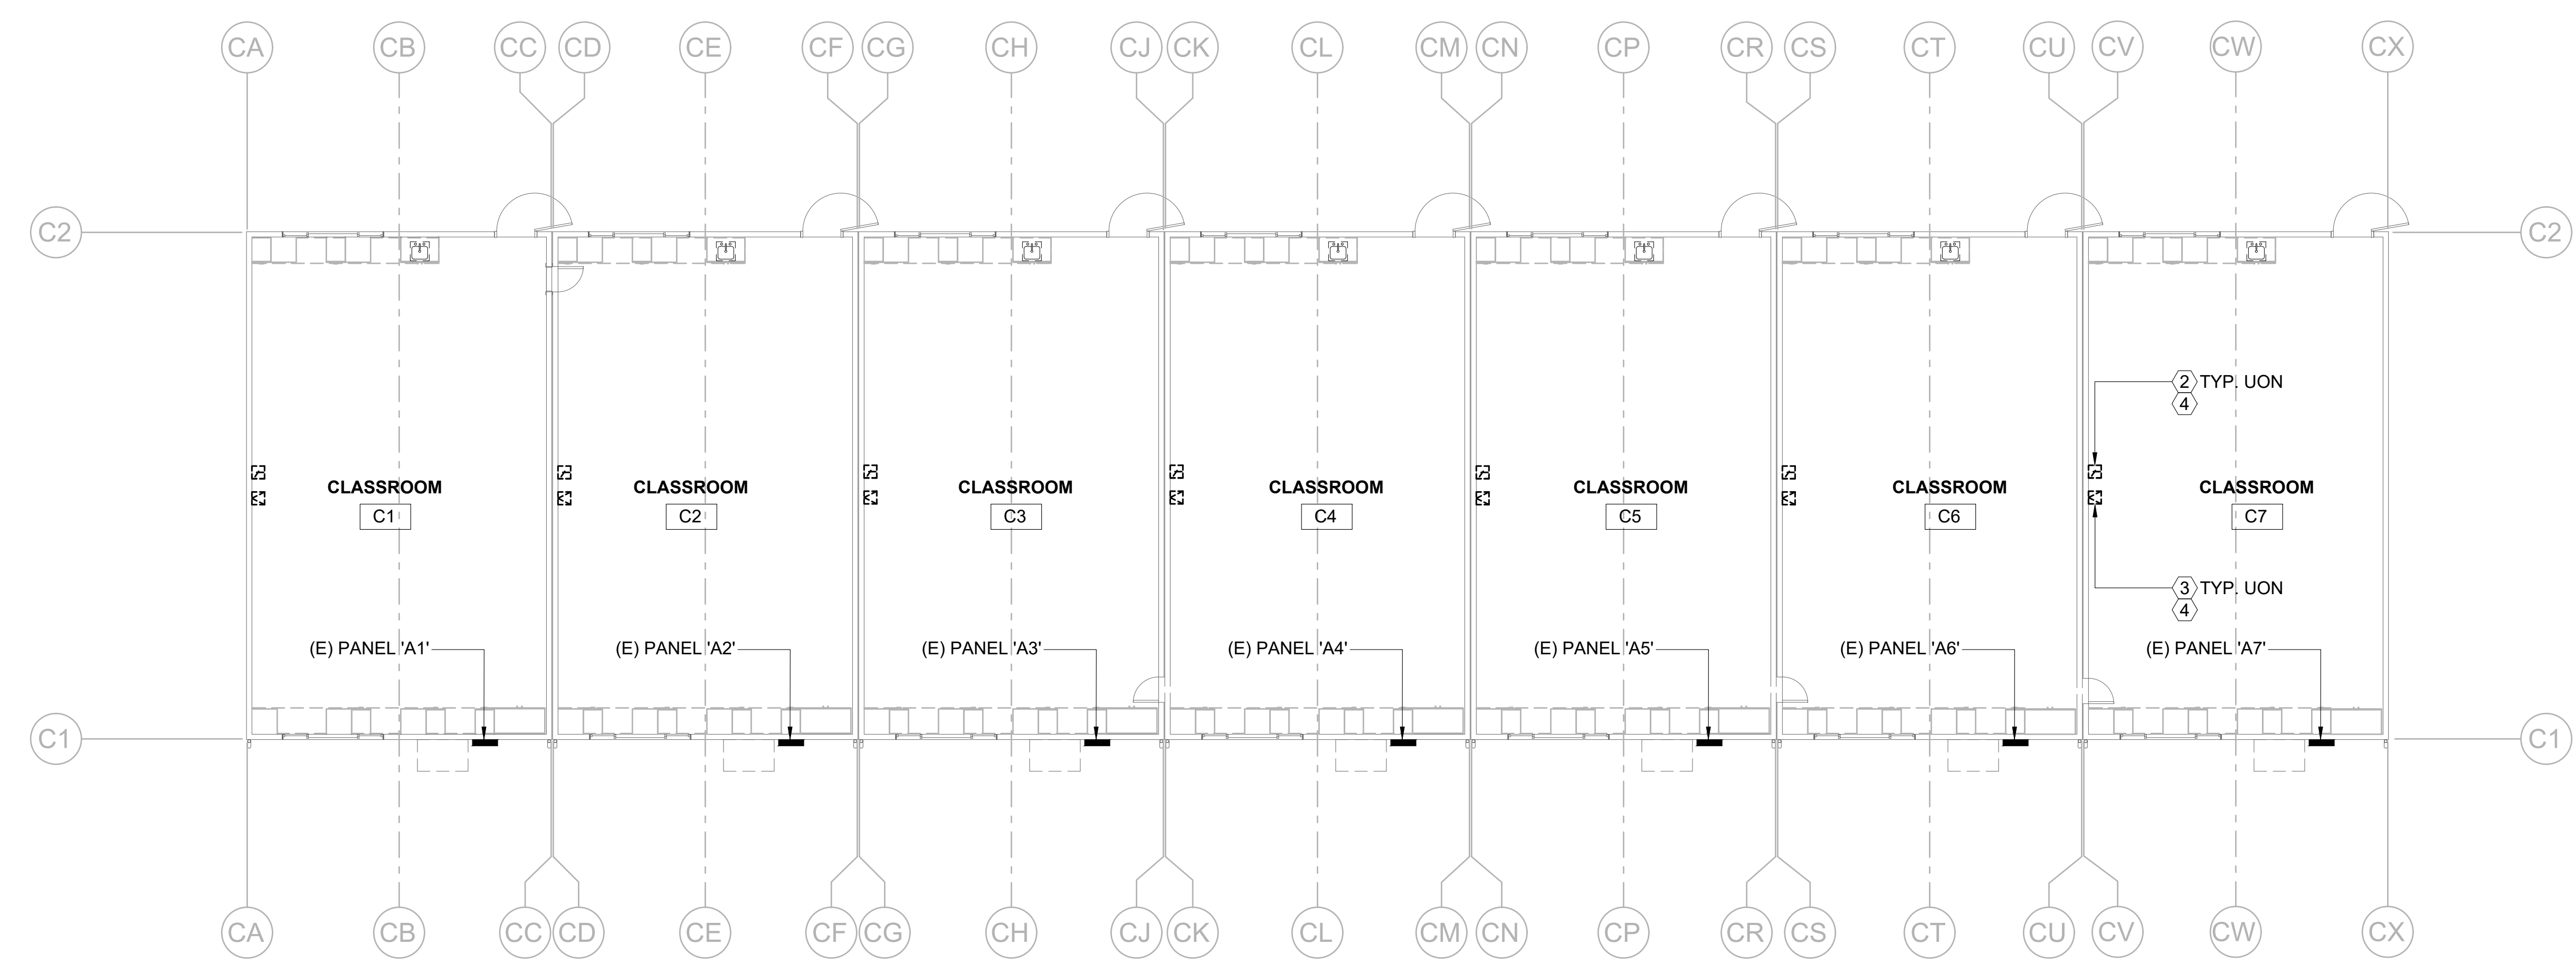 CA CB CC CD CE CF CG CH CJ CK CL CM CN CP CR CS CT CU CV CW CX
C2 C2
2 TYP. UON
4
CLASSROOM CLASSROOM CLASSROOM CLASSROOM CLASSROOM CLASSROOM CLASSROOM
C1 C2 C3 C4 C5 C6 C7
3 TYP. UON
4
(E) PANEL 'A1' (E) PANEL 'A2' (E) PANEL 'A3' (E) PANEL 'A4' (E) PANEL 'A5' (E) PANEL 'A6' (E) PANEL 'A7'
C1 C1
CA CB CC CD CE CF CG CH CJ CK CL CM CN CP CR CS CT CU CV CW CX